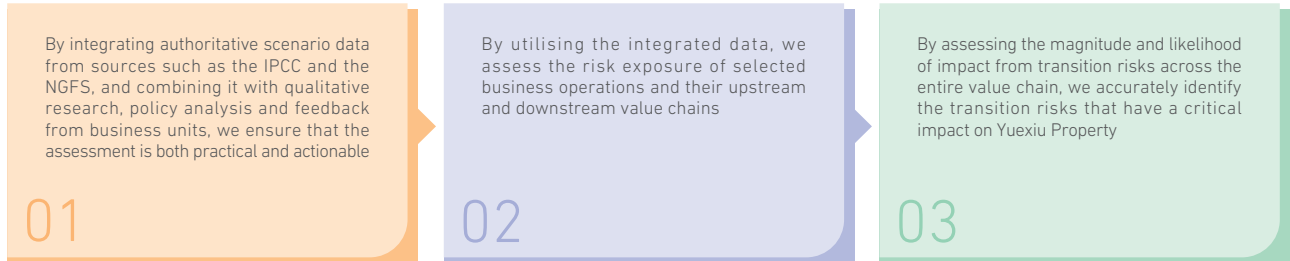 By integrating authoritative scenario data
from sources such as the IPCC and the
NGFS, and combining it with qualitative
research, policy analysis and feedback
from business units, we ensure that the
assessment is both practical and actionable
01
By utilising the integrated data, we
assess the risk exposure of selected
business operations and their upstream
and downstream value chains
02
By assessing the magnitude and likelihood
of impact from transition risks across the
entire value chain, we accurately identify
the transition risks that have a critical
impact on Yuexiu Property
03